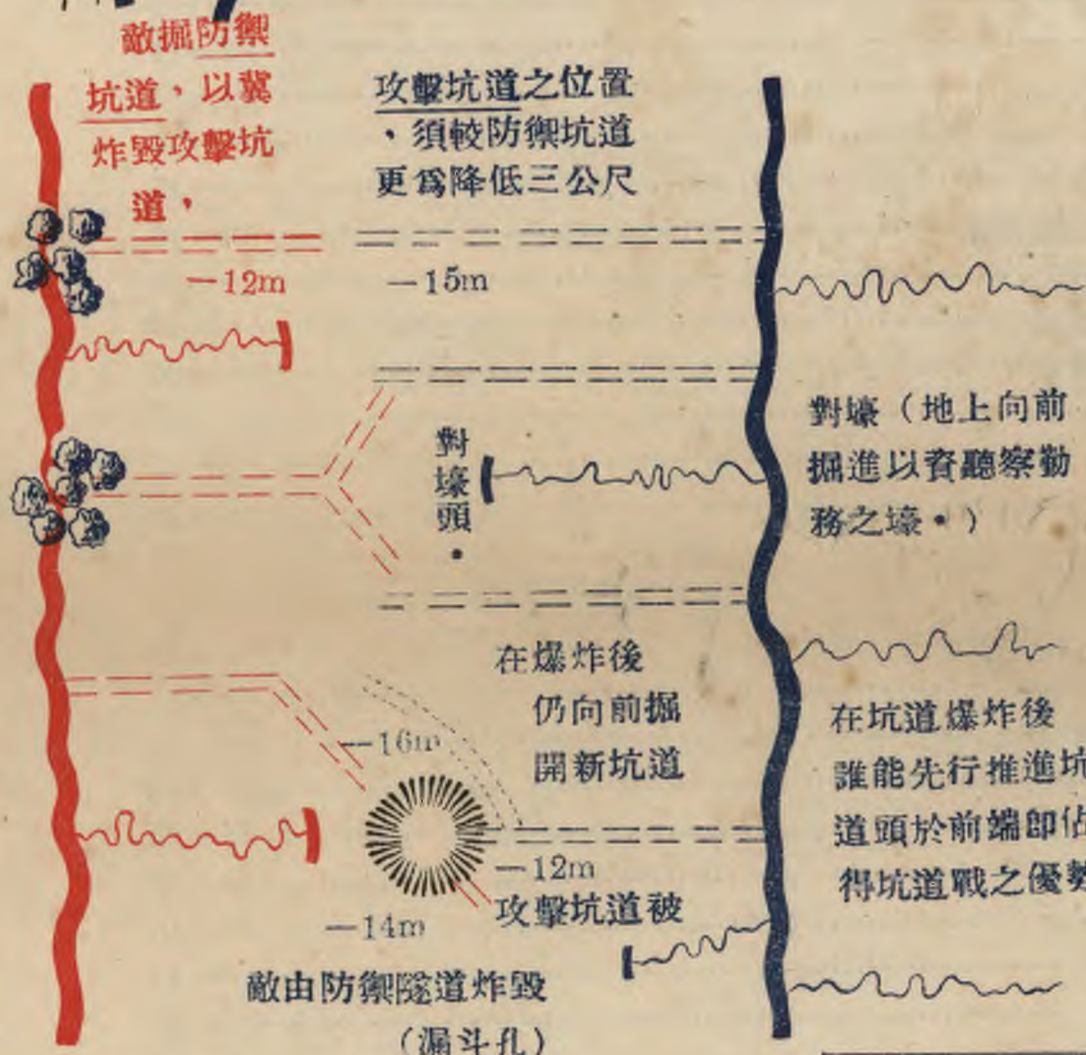 敵掘防禦
坑道,以冀
炸毀攻擊坑
道,
攻擊坑道之位置
,須較防禦坑道
更爲降低三公尺
—12m
—15m
對壕頭.
對壕(地上向前
掘進以資聽察勤
務之壕.)
在爆炸後
仍向前掘
開新坑道
—16m
在坑道爆炸後
誰能先行推進坑
道頭於前端即佔
得坑道戰之優勢
—12m
攻擊坑道被
—14m
敵由防禦隧道炸毀
(漏斗孔)